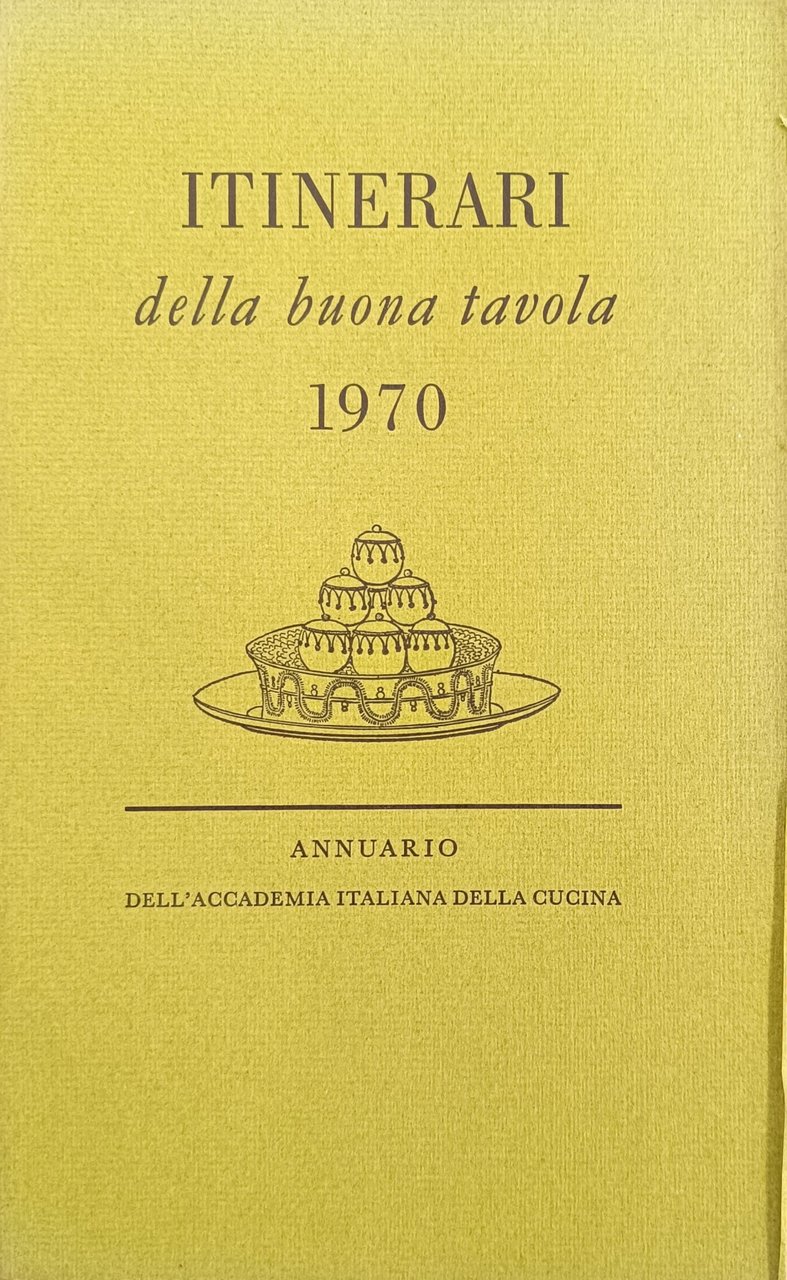 ITINERARI
della buona tavola
1970
ANNUARIO
DELL'ACCADEMIA ITALIANA DELLA CUCINA